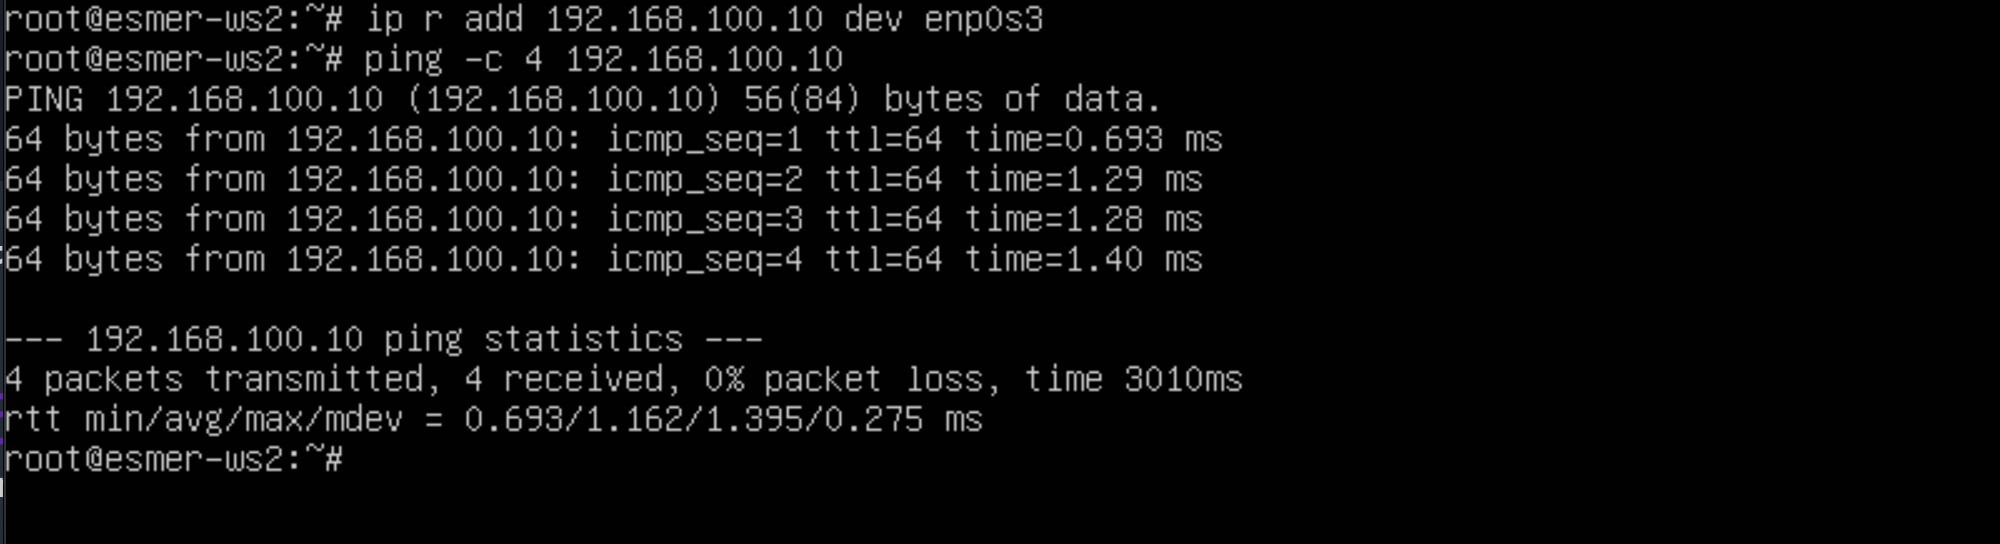 root@esmer-ws2:~# ip r add 192.168.100.10 dev enp0s3
root@esmer-ws2:~# ping -c 4 192.168.100.10
PING 192.168.100.10 (192.168.100.10) 56(84) bytes of data.
64 bytes from 192.168.100.10: icmp_seq=1 ttl=64 time=0.693 ms
64 bytes from 192.168.100.10: icmp_seq=2 ttl=64 time=1.29 ms
64 bytes from 192.168.100.10: icmp_seq=3 ttl=64 time=1.28 ms
64 bytes from 192.168.100.10: icmp_seq=4 ttl=64 time=1.40 ms
--- 192.168.100.10 ping statistics ---
4 packets transmitted, 4 received, 0% packet loss, time 3010ms
rtt min/avg/max/mdev = 0.693/1.162/1.395/0.275 ms
root@esmer-ws2:~#